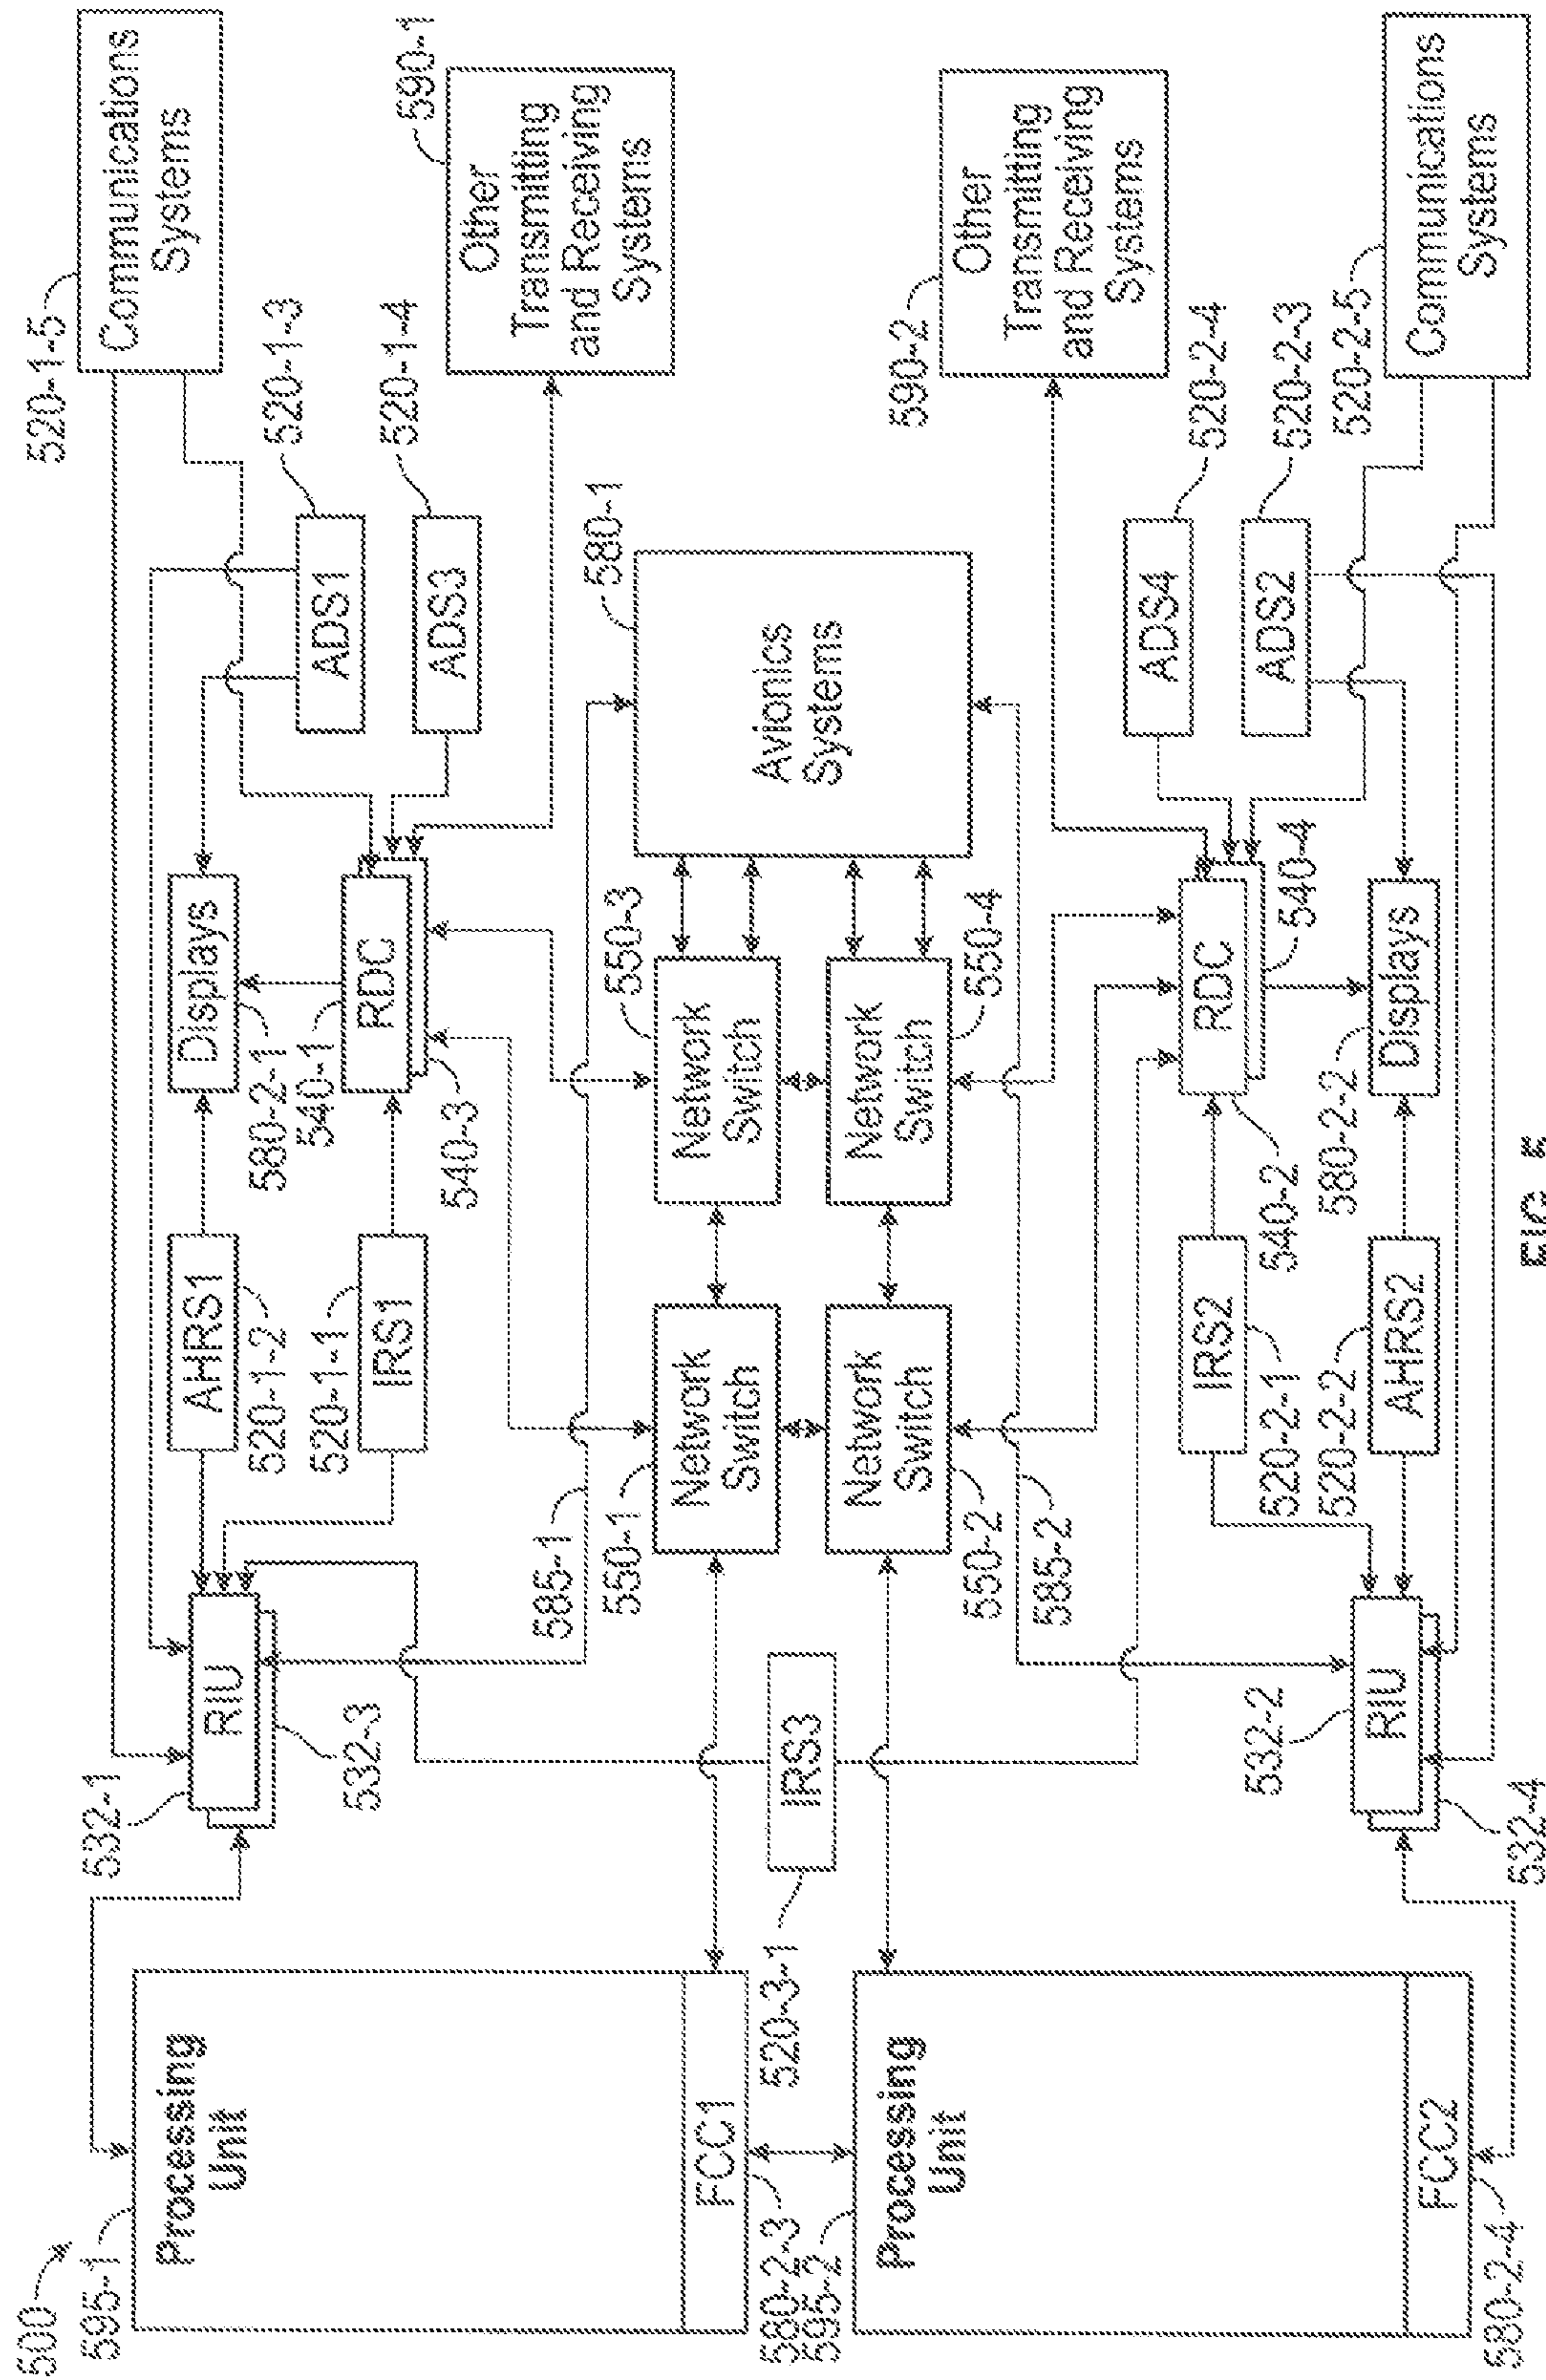 500
595-1
Processing
Unit
FCC1
580-2-3
595-2
Processing
Unit
FCC2
580-2-4
532-1
RIU
532-3
520-3-1
IRS3
532-2
RIU
532-4
AHRS1
520-1-2
520-1-1
IRS1
585-1
550-1
Network
Switch
Network
Switch
550-2
585-2
IRS2
520-2-1
520-2-2
AHRS2
Displays
580-2-1
540-1
RDC
540-3
550-3
Network
Switch
Network
Switch
550-4
RDC
540-4
540-2
580-2-2
Displays
520-1-5
Communications
Systems
520-1-3
ADS1
520-1-4
ADS3
590-1
Other
Transmitting
and Receiving
Systems
580-1
Avionics
Systems
590-2
Other
Transmitting
and Receiving
Systems
ADS4
520-2-4
ADS2
520-2-3
520-2-5
Communications
Systems